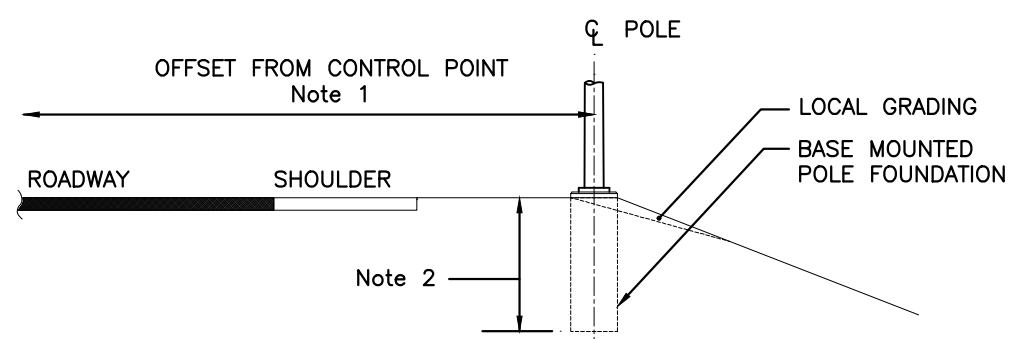 ℄ POLE
OFFSET FROM CONTROL POINT
Note 1
LOCAL GRADING
BASE MOUNTED
POLE FOUNDATION
ROADWAY
SHOULDER
Note 2